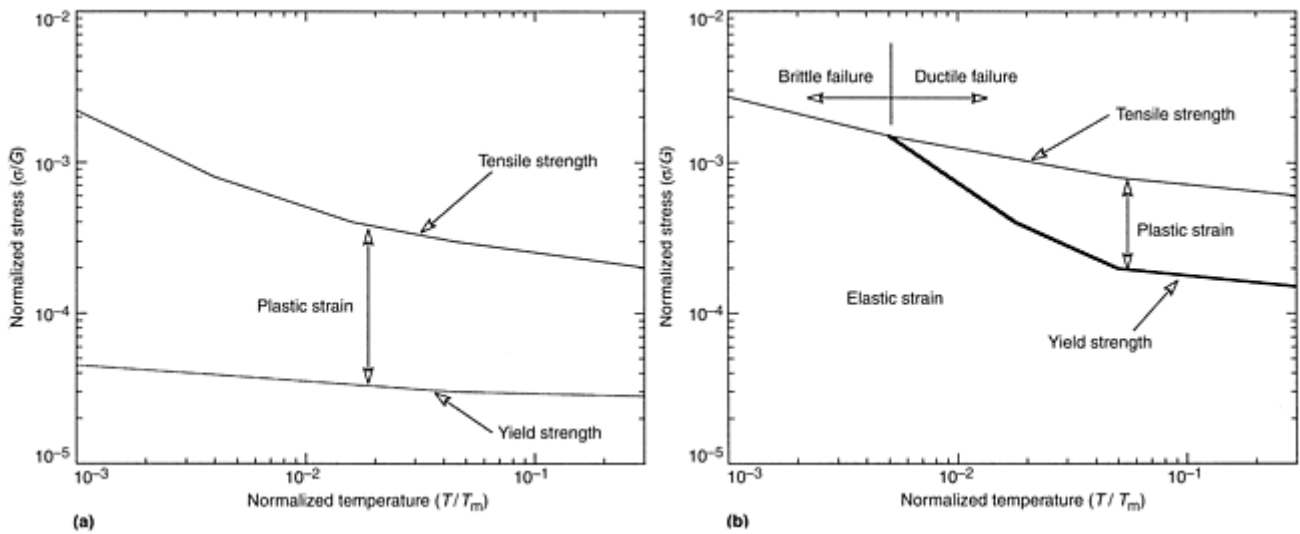 10⁻²
10⁻³
10⁻⁴
10⁻⁵
Normalized stress (σ/G)
Tensile strength
Plastic strain
Yield strength
10⁻³
10⁻²
10⁻¹
Normalized temperature (T/Tₘ)
(a)
10⁻²
10⁻³
10⁻⁴
10⁻⁵
Normalized stress (σ/G)
Brittle failure
Ductile failure
Tensile strength
Plastic strain
Elastic strain
Yield strength
10⁻³
10⁻²
10⁻¹
Normalized temperature (T/Tₘ)
(b)